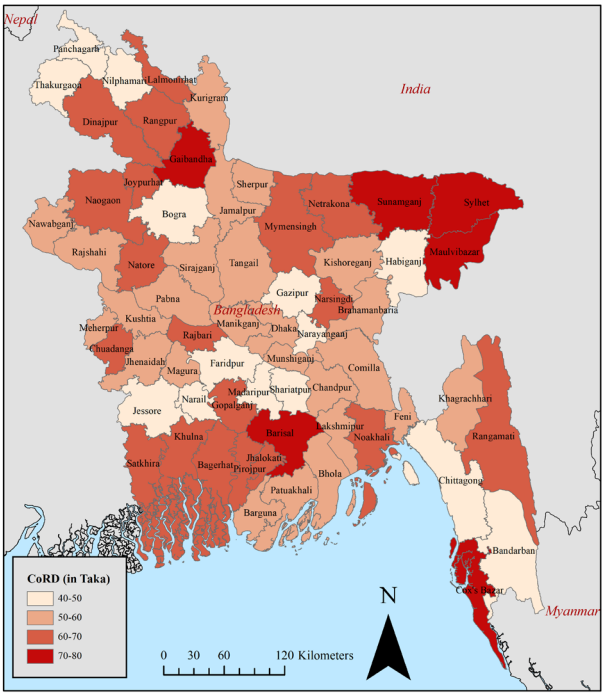 Nepal
Panchagarh
Thakurgaoa
Nilphamari
Lalmonirhat
Kurigram
India
Dinajpur
Rangpur
Gaibandha
Joypurhat
Naogaon
Sherpur
Bogra
Jamalpur
Netrakona
Sunamganj
Sylhet
Nawabganj
Mymensingh
Maulvibazar
Rajshahi
Natore
Sirajganj
Tangail
Kishoreganj
Habiganj
Gazipur
Pabna
Narsingdi
Bangladesh
Brahamanbaria
Kushtia
Manikganj
Dhaka
Meherpur
Rajbari
Narayanganj
Chuadanga
Jhenaidah
Magura
Faridpur
Munshiganj
Comilla
Madaripur
Shariatpur
Chandpur
Khagrachhari
Jessore
Narail
Gopalganj
Feni
Barisal
Lakshmipur
Noakhali
Rangamati
Khulna
Satkhira
Bagerhat
Jhalokati
Pirojpur
Bhola
Chittagong
Patuakhali
Barguna
Bandarban
CoRD (in Taka)
40-50
50-60
60-70
70-80
Cox's Bazar
Myanmar
N
0 30 60 120 Kilometers